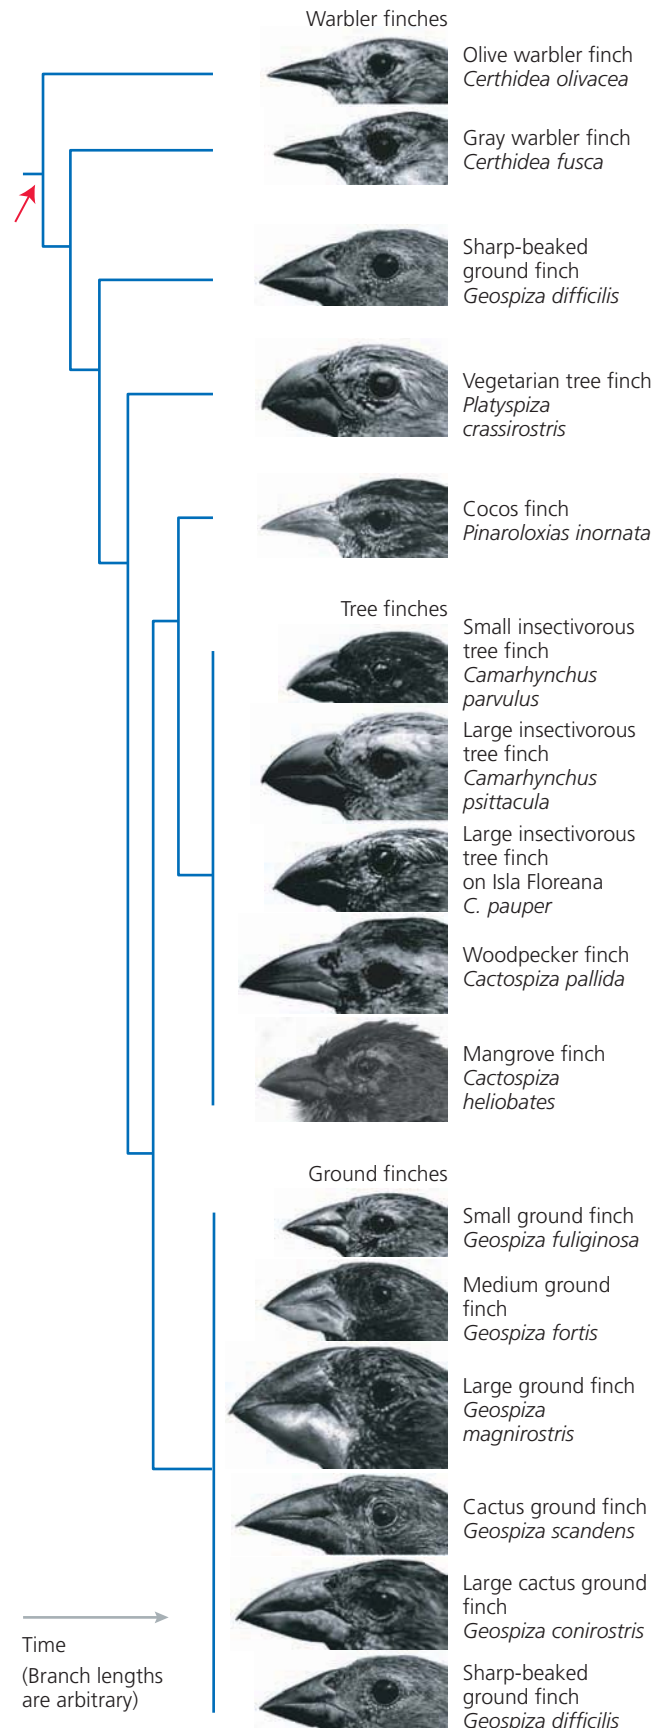 Warbler finches
Olive warbler finch
Certhidea olivacea
Gray warbler finch
Certhidea fusca
Sharp-beaked
ground finch
Geospiza difficilis
Vegetarian tree finch
Platyspiza
crassirostris
Cocos finch
Pinaroloxias inornata
Tree finches
Small insectivorous
tree finch
Camarhynchus
parvulus
Large insectivorous
tree finch
Camarhynchus
psittacula
Large insectivorous
tree finch
on Isla Floreana
C. pauper
Woodpecker finch
Cactospiza pallida
Mangrove finch
Cactospiza
heliobates
Ground finches
Small ground finch
Geospiza fuliginosa
Medium ground
finch
Geospiza fortis
Large ground finch
Geospiza
magnirostris
Cactus ground finch
Geospiza scandens
Large cactus ground
finch
Geospiza conirostris
Sharp-beaked
ground finch
Geospiza difficilis
Time
(Branch lengths
are arbitrary)